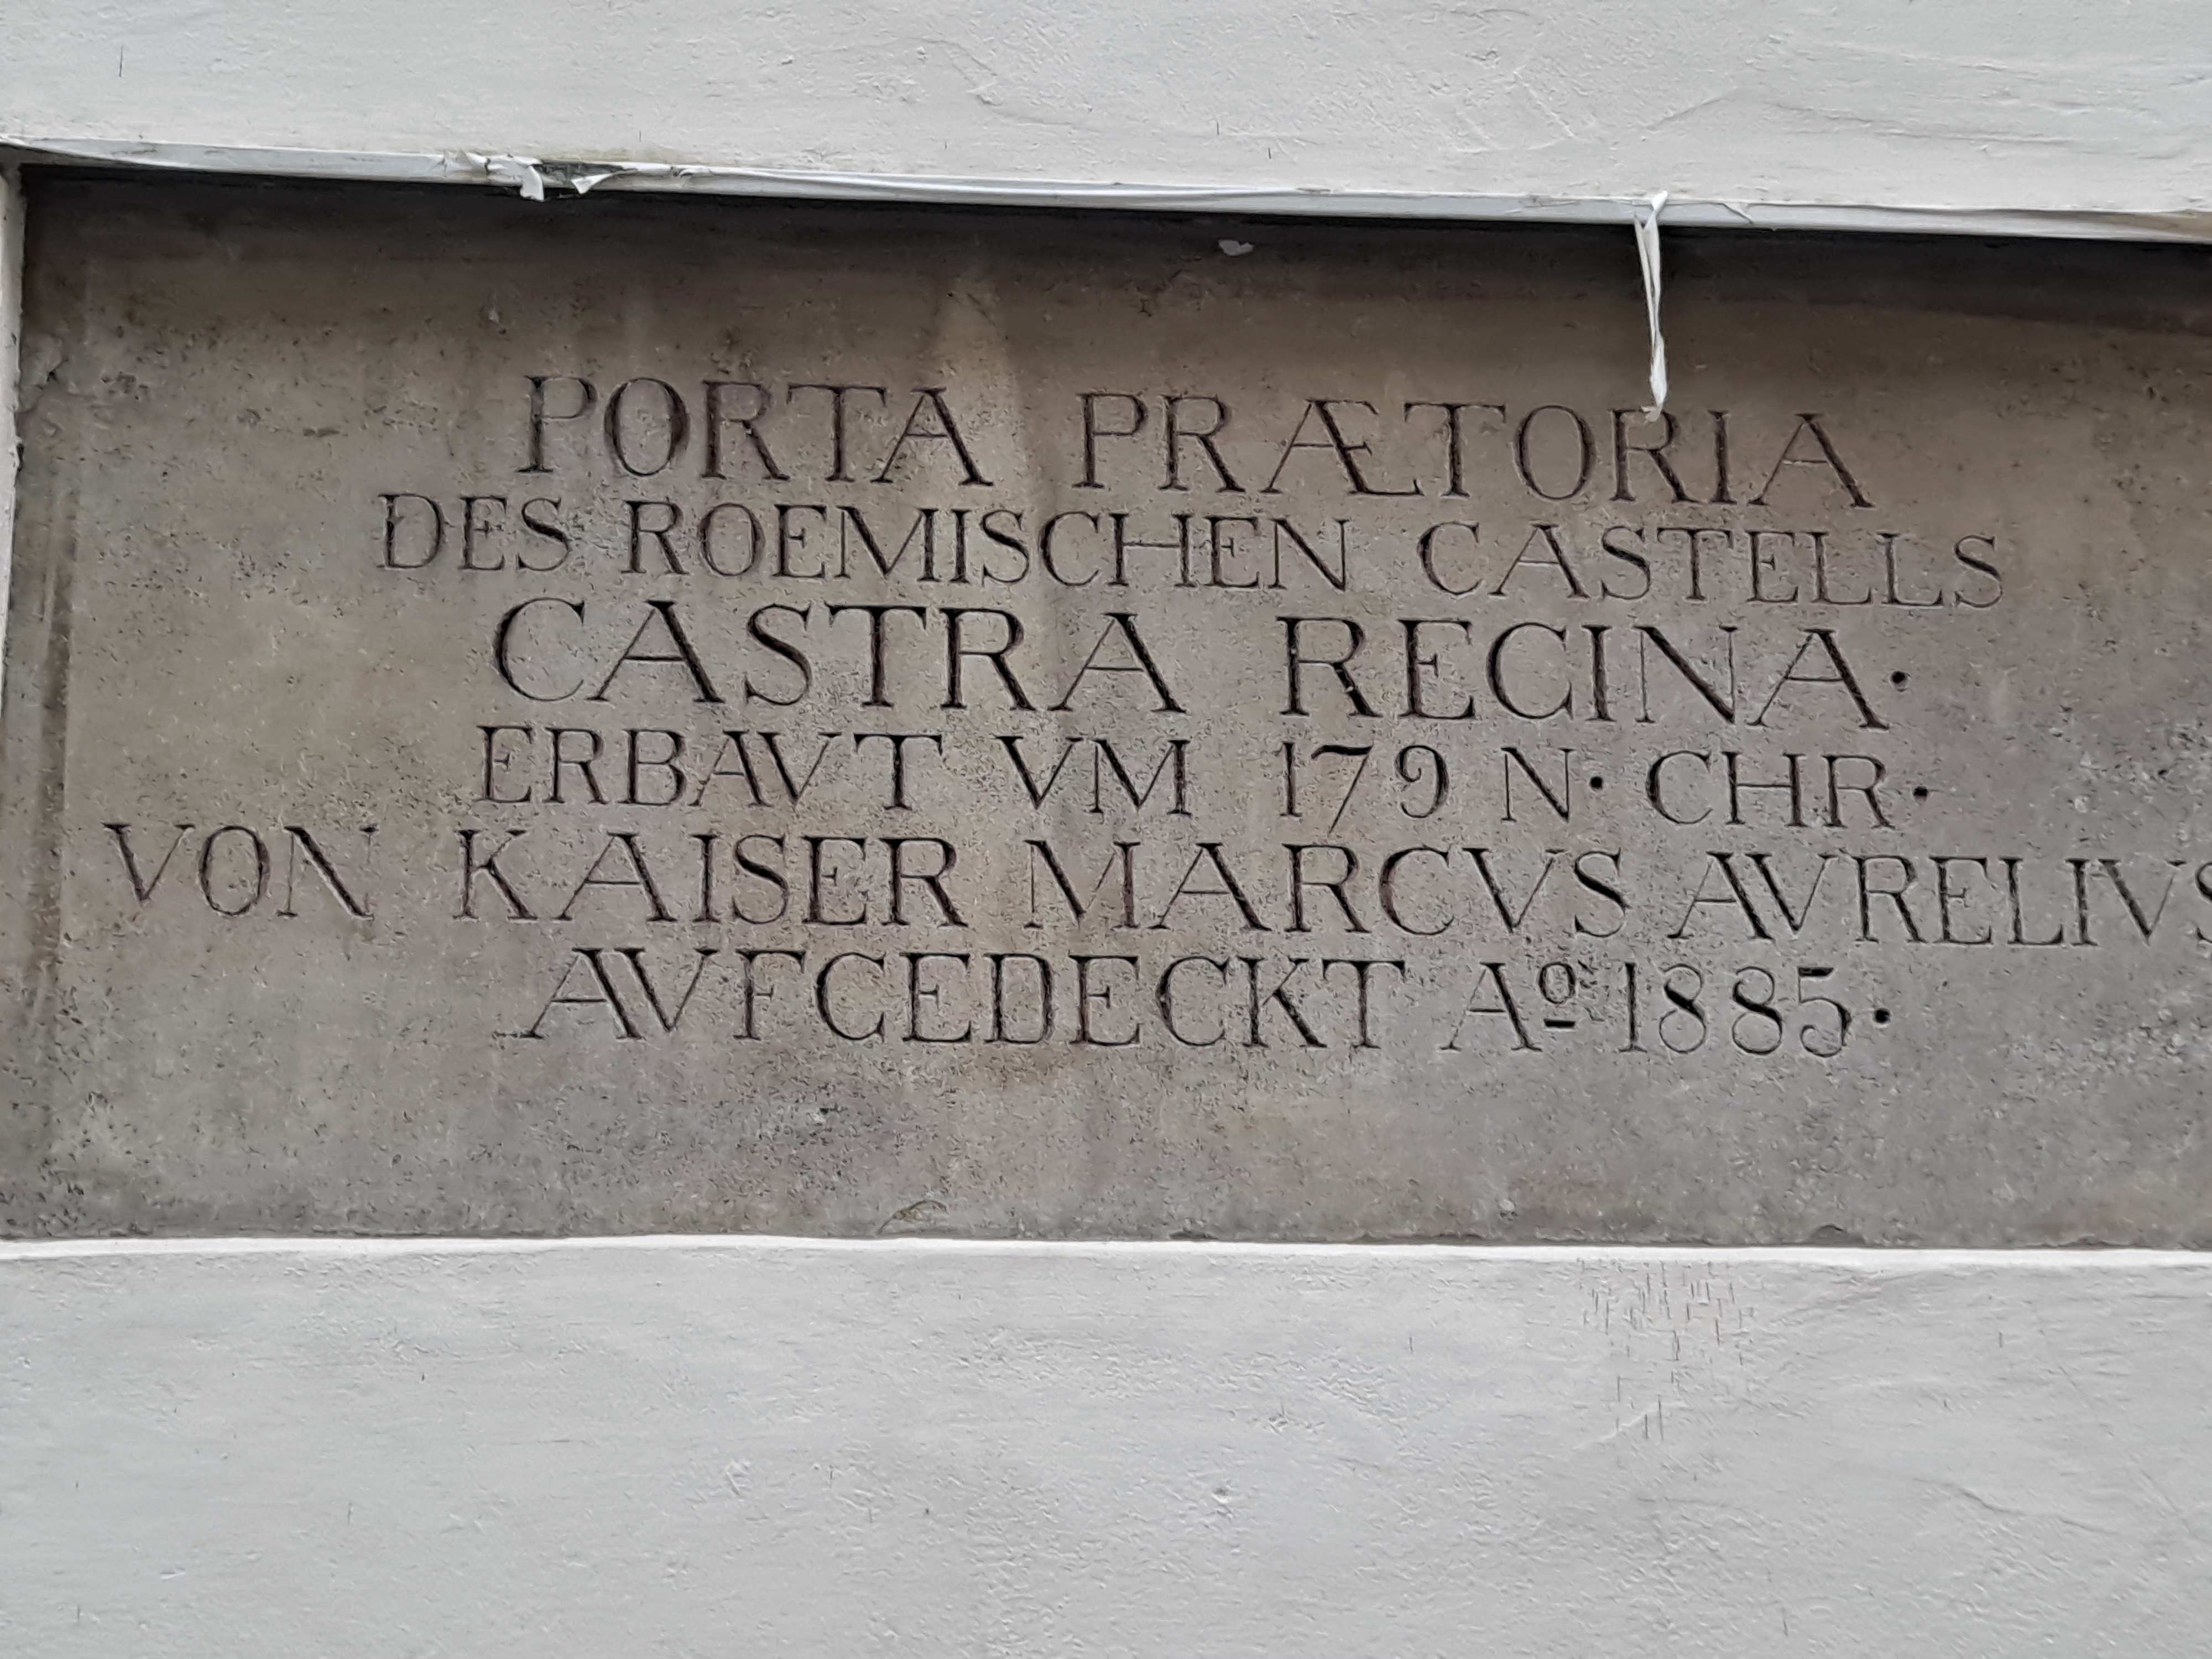 PORTA PRÆTORIA
DES ROEMISCHEN CASTELLS
CASTRA REGINA·
ERBAVT VM 179 N· CHR·
VON KAISER MARCVS AVRELIVS
AVFGEDECKT Aº 1885·